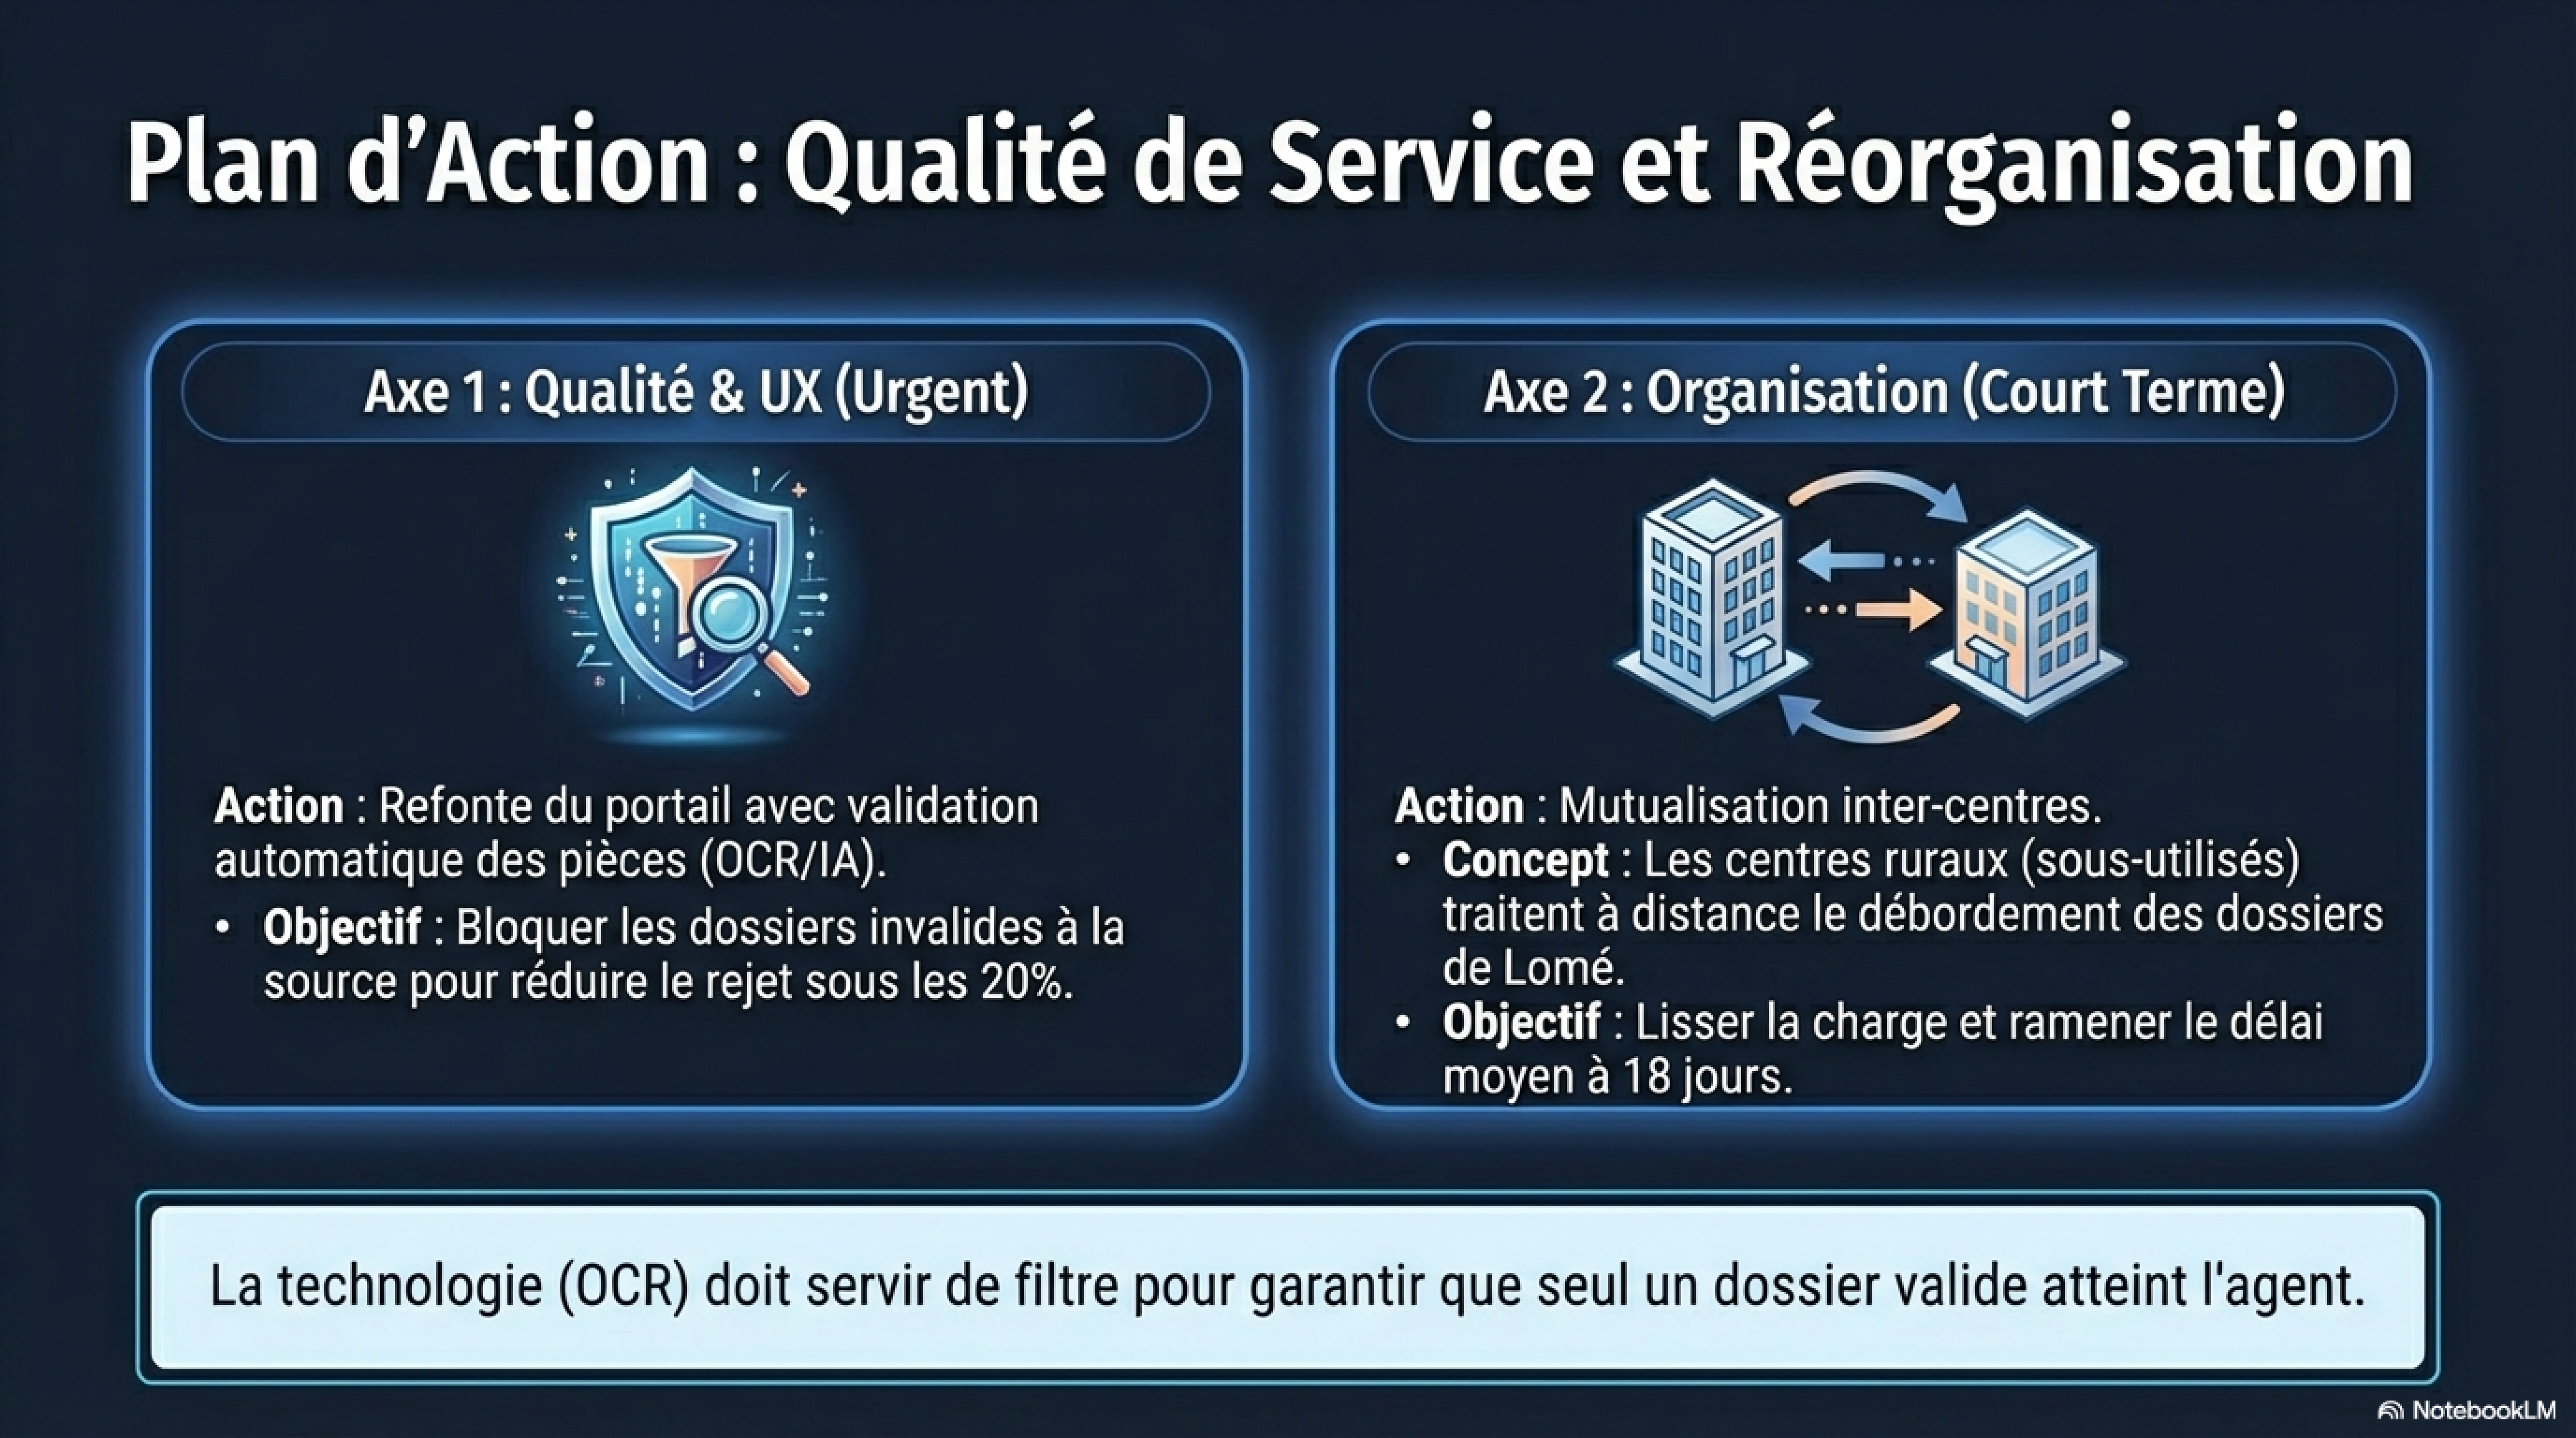 Plan d’Action : Qualité de Service et Réorganisation
Axe 1 : Qualité & UX (Urgent)
Action : Refonte du portail avec validation
automatique des pièces (OCR/IA).
• Objectif : Bloquer les dossiers invalides à la
source pour réduire le rejet sous les 20%.
Axe 2 : Organisation (Court Terme)
Action : Mutualisation inter-centres.
• Concept : Les centres ruraux (sous-utilisés)
traitent à distance le débordement des dossiers
de Lomé.
• Objectif : Lisser la charge et ramener le délai
moyen à 18 jours.
La technologie (OCR) doit servir de filtre pour garantir que seul un dossier valide atteint l'agent.
NotebookLM